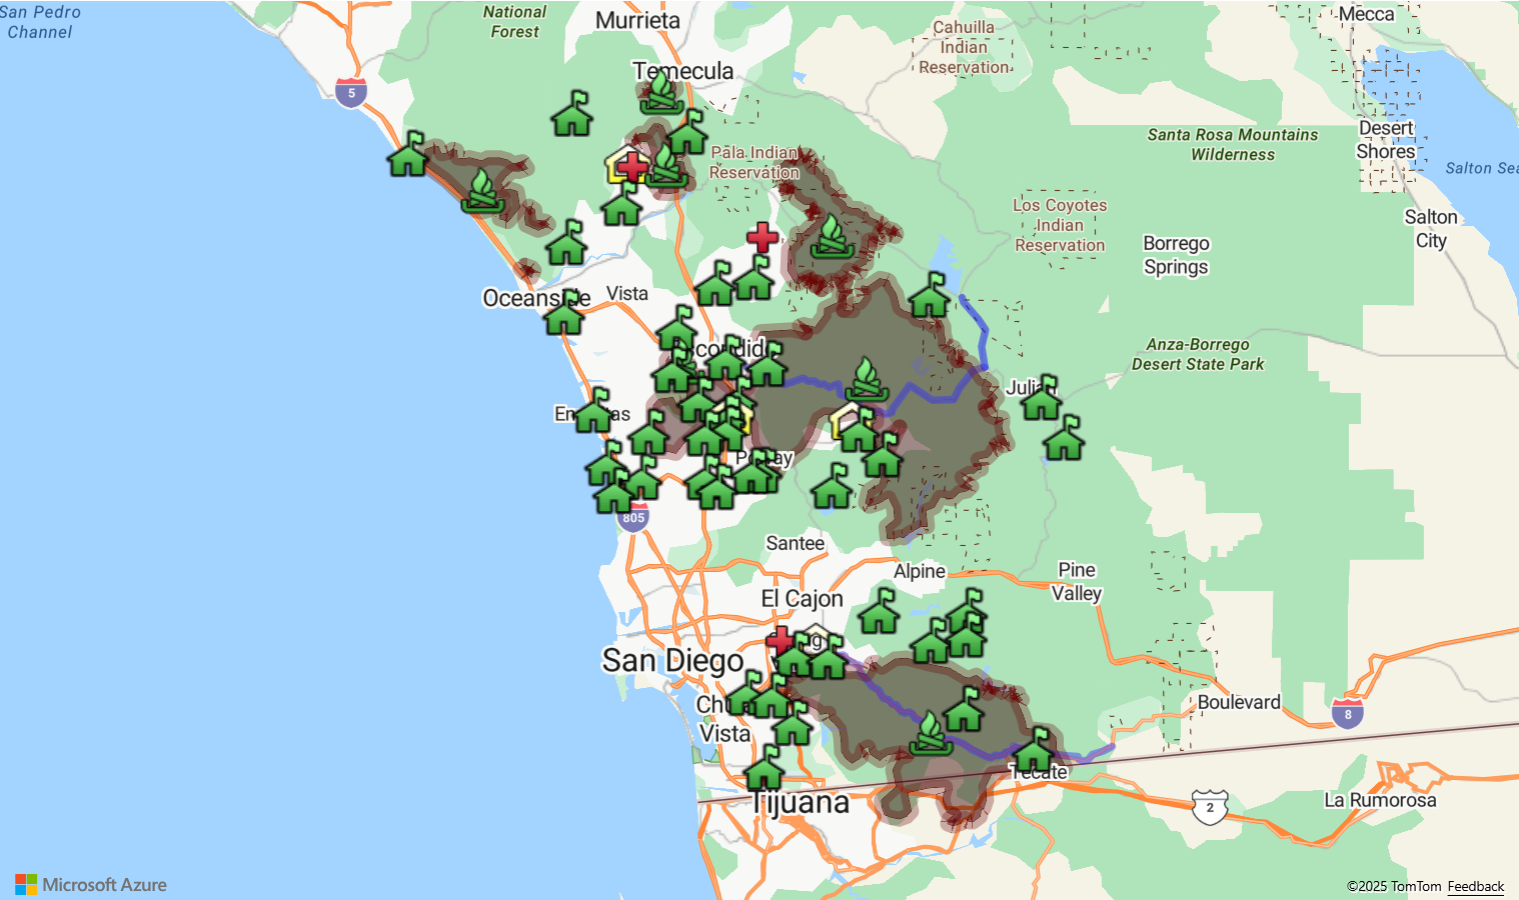 San Pedro
Channel
National
Forest
Murrieta
Mecca
Cahuilla
Indian
Reservation
Temecula
5
Desert
Shores
Santa Rosa Mountains
Wilderness
Pala Indian
Reservation
Salton Sea
Los Coyotes
Indian
Reservation
Salton
City
Borrego
Springs
Oceanside
Vista
Escondido
Anza-Borrego
Desert State Park
Julian
Encinitas
Poway
805
Santee
Alpine
Pine
Valley
El Cajon
San Diego
Chula
Vista
Boulevard
8
Tecate
Tijuana
2
La Rumorosa
Microsoft Azure
©2025 TomTom Feedback